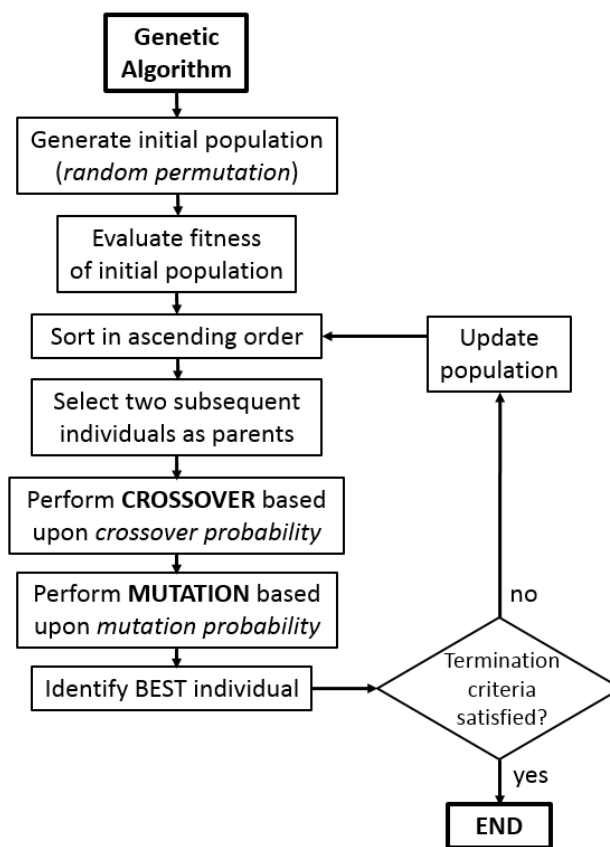 Genetic
Algorithm
Generate initial population
(random permutation)
Evaluate fitness
of initial population
Sort in ascending order
Update
population
Select two subsequent
individuals as parents
Perform CROSSOVER based
upon crossover probability
Perform MUTATION based
upon mutation probability
no
Identify BEST individual
Termination
criteria
satisfied?
yes
END